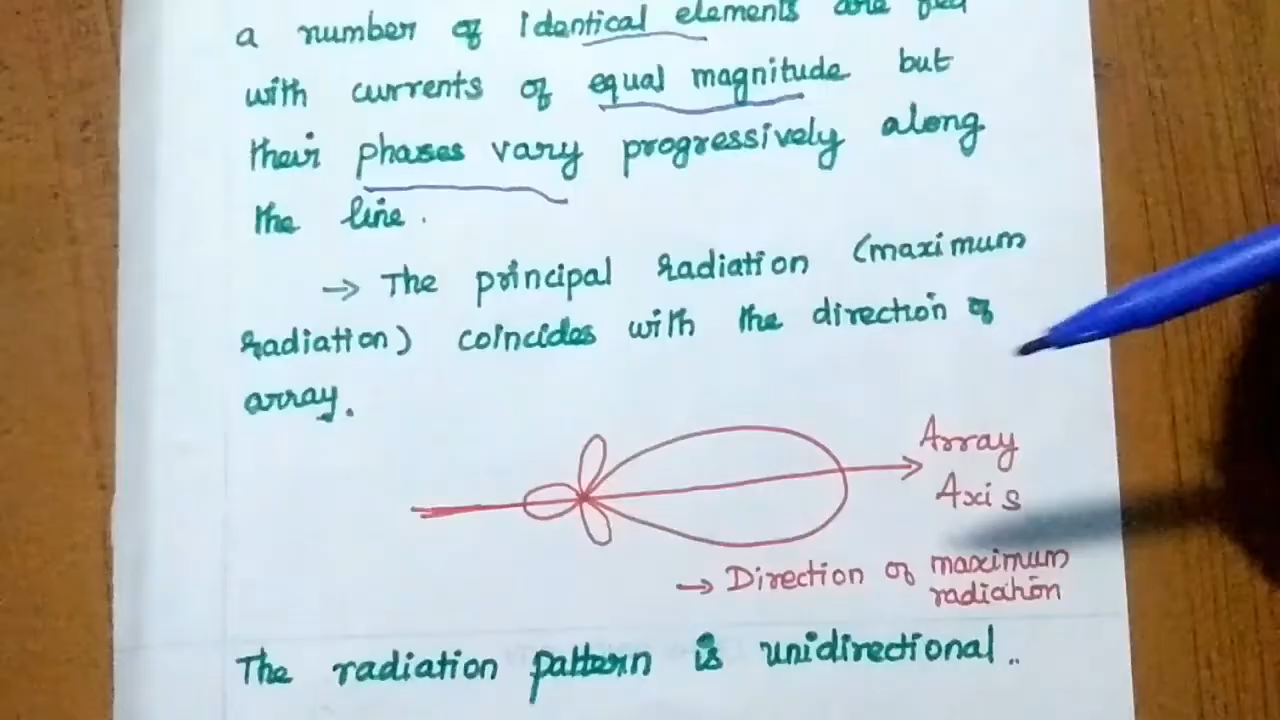 a number of identical elements are fed
with currents of equal magnitude but
their phases vary progressively along
the line.
→ The principal radiation (maximum
radiation) coincides with the direction of
array.
Array
Axis
→ Direction of maximum
radiation
The radiation pattern is unidirectional..